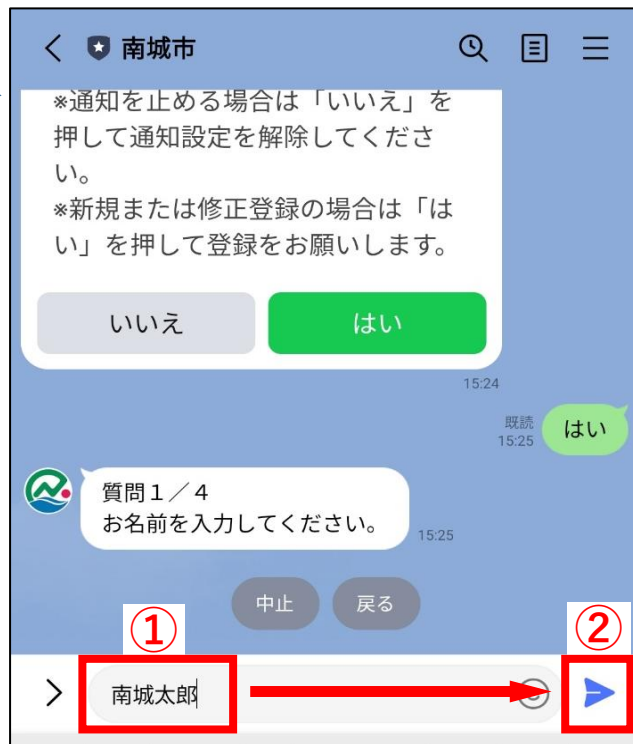 南城市
※通知を止める場合は「いいえ」を
押して通知設定を解除してくださ
い。
※新規または修正登録の場合は「は
い」を押して登録をお願いします。
いいえ
はい
15:24
既読
15:25
はい
質問１／４
お名前を入力してください。
15:25
中止
戻る
①
②
南城太郎